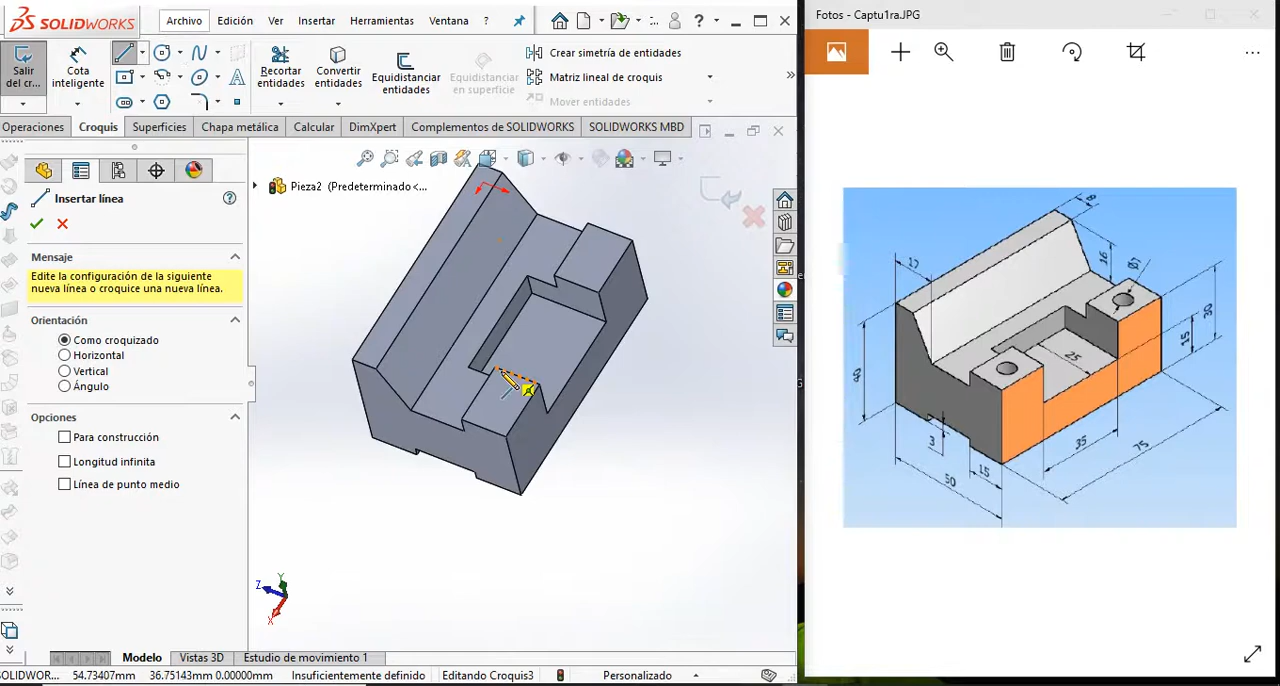 SOLIDWORKS
Archivo Edición Ver Insertar Herramientas Ventana ?
Salir del cr...
Cota inteligente
Recortar entidades
Convertir entidades
Equidistanciar entidades
Equidistanciar en superficie
Crear simetría de entidades
Matriz lineal de croquis
Mover entidades
Operaciones Croquis Superficies Chapa metálica Calcular DimXpert Complementos de SOLIDWORKS SOLIDWORKS MBD
Insertar línea
Mensaje
Edite la configuración de la siguiente
nueva línea o croquice una nueva línea.
Orientación
Como croquizado
Horizontal
Vertical
Ángulo
Opciones
Para construcción
Longitud infinita
Línea de punto medio
Pieza2 (Predeterminado<...
Y
Z
X
Modelo Vistas 3D Estudio de movimiento 1
SOLIDWOR... 54.73407mm 36.75143mm 0.00000mm Insuficientemente definido Editando Croquis3 Personalizado
Fotos - Captu1ra.JPG
8
17
16
Ø7
30
15
25
40
3
35
75
15
50